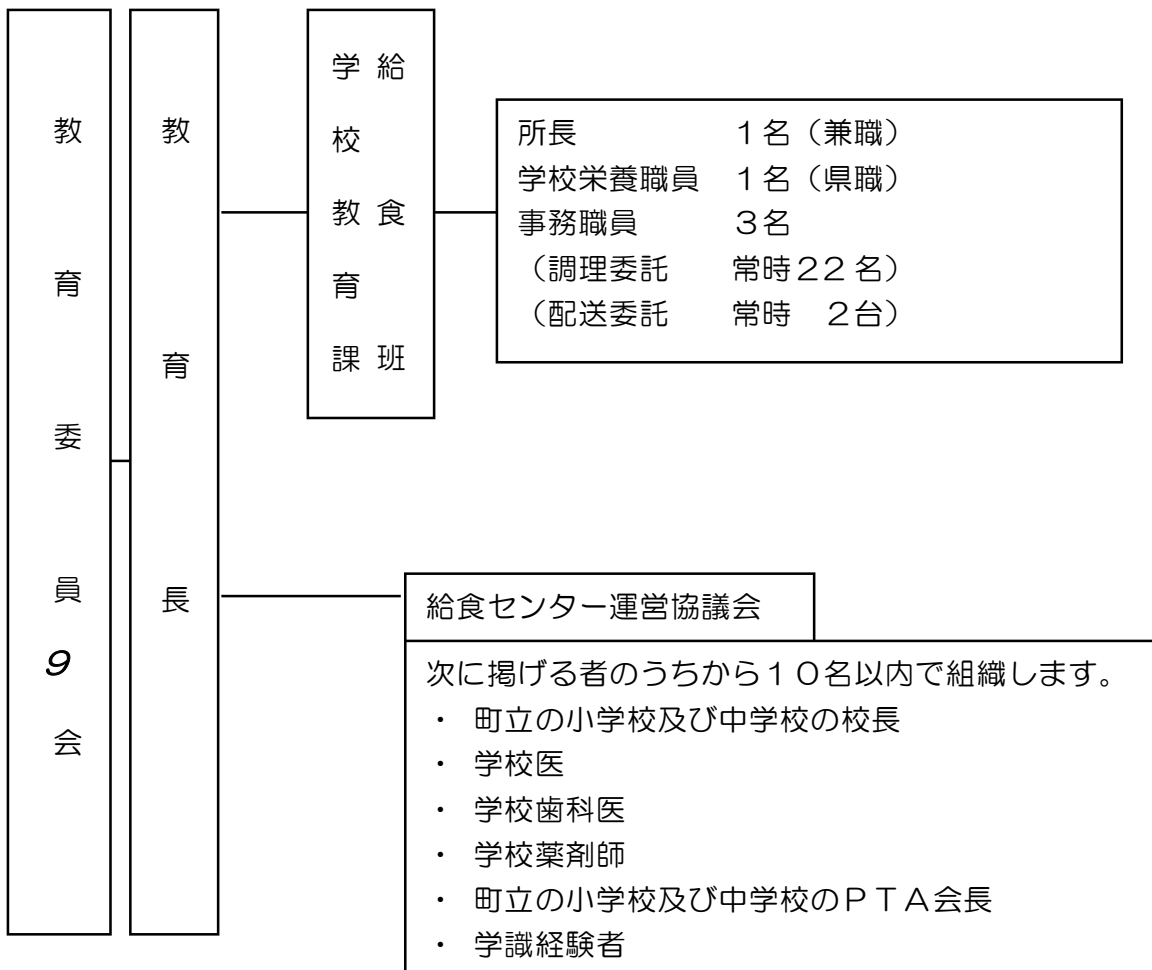 教育委員9会
教育長
学校教育課
給食班
所長　1名（兼職）
学校栄養職員　1名（県職）
事務職員　3名
（調理委託　常時22名）
（配送委託　常時　2台）
給食センター運営協議会
次に掲げる者のうちから10名以内で組織します。
・ 町立の小学校及び中学校の校長
・ 学校医
・ 学校歯科医
・ 学校薬剤師
・ 町立の小学校及び中学校のPTA会長
・ 学識経験者